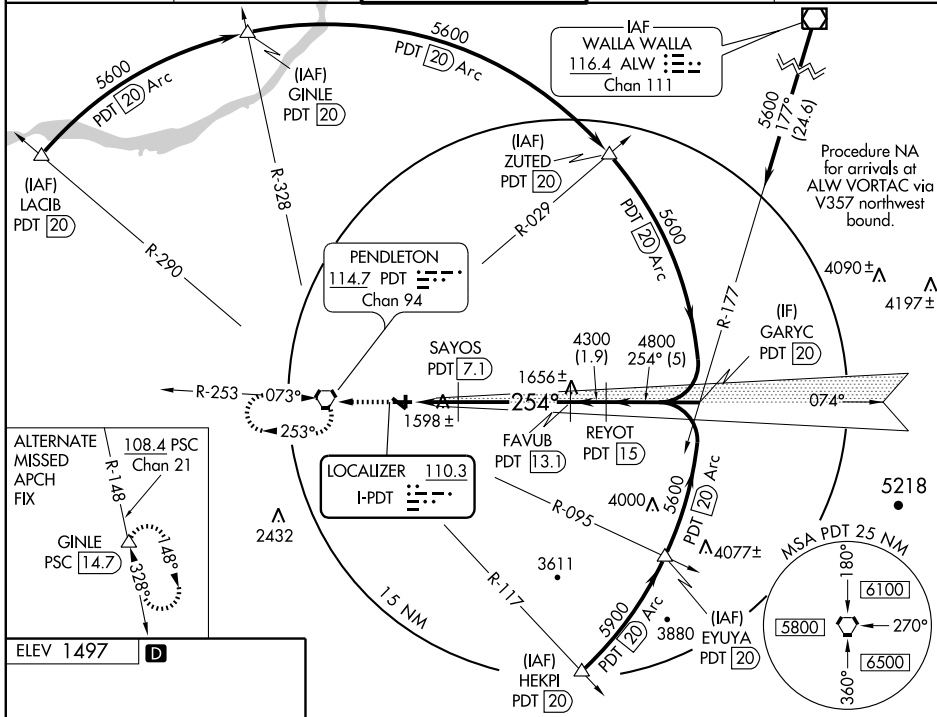 IAF
WALLA WALLA
116.4 ALW
Chan 111
5600
PDT 20 Arc
5600
PDT 20 Arc
(IAF)
GINLE
PDT 20
5600
177°
(24.6)
(IAF)
ZUTED
PDT 20
Procedure NA
for arrivals at
ALW VORTAC via
V357 northwest
bound.
(IAF)
LACIB
PDT 20
R-328
R-029
5600
PDT 20 Arc
R-290
PENDLETON
114.7 PDT
Chan 94
R-177
4090 ±
4197 ±
(IF)
GARYC
PDT 20
SAYOS
PDT 7.1
4300
(1.9)
4800
254° (5)
1656 ±
R-253
073°
254°
074°
253°
1598 ±
FAVUB
PDT 13.1
REYOT
PDT 15
ALTERNATE
MISSED
APCH
FIX
108.4 PSC
Chan 21
R-148
LOCALIZER 110.3
I-PDT
R-095
4000
5600
PDT 20 Arc
5218
2432
GINLE
PSC 14.7
148°
328°
4077±
3611
R-117
MSA PDT 25 NM
180°
6100
5800
270°
6500
360°
15 NM
5900
PDT 20 Arc
3880
(IAF)
EYUYA
PDT 20
ELEV 1497 D
(IAF)
HEKPI
PDT 20